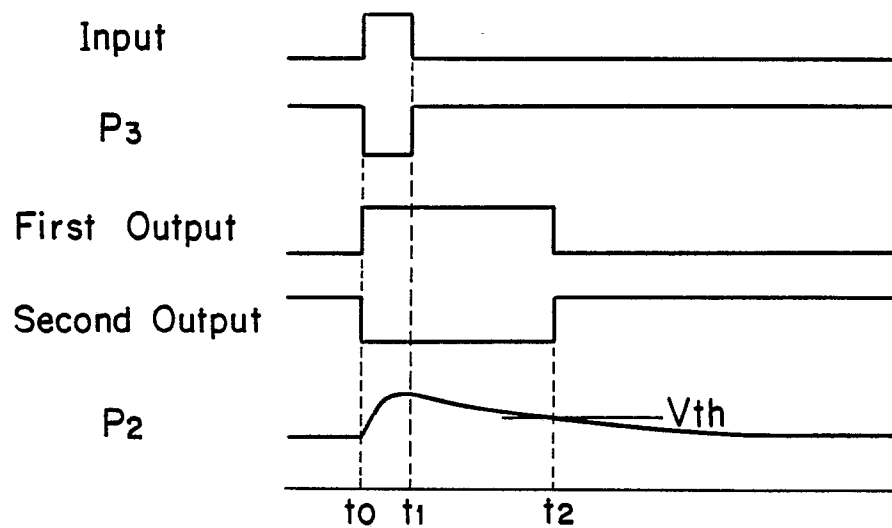 Input
P3
First Output
Second Output
P2
Vth
t0 t1 t2